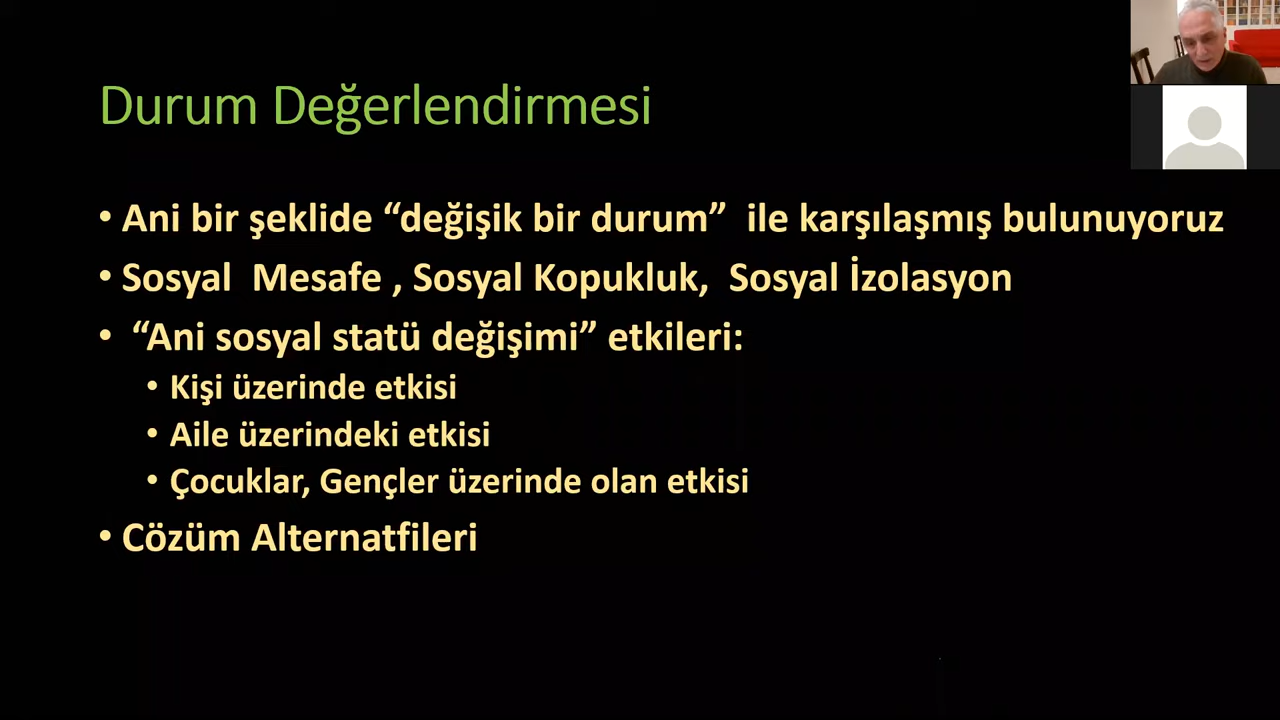 Durum Değerlendirmesi
• Ani bir şeklide “değişik bir durum”  ile karşılaşmış bulunuyoruz
• Sosyal  Mesafe , Sosyal Kopukluk,  Sosyal İzolasyon
• “Ani sosyal statü değişimi” etkileri:
• Kişi üzerinde etkisi
• Aile üzerindeki etkisi
• Çocuklar, Gençler üzerinde olan etkisi
• Cözüm Alternatfileri